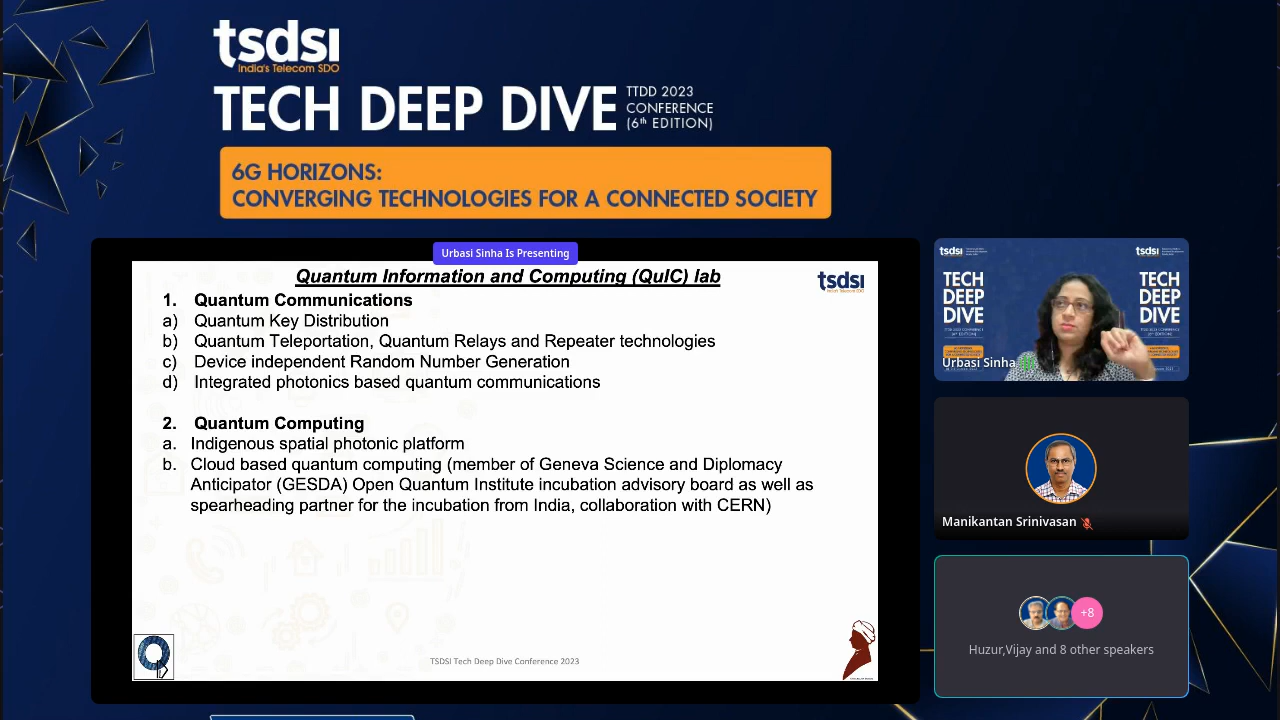 tsdsi
India's Telecom SDO
TECH DEEP DIVE
TTDD 2023
CONFERENCE
(6th EDITION)
6G HORIZONS:
CONVERGING TECHNOLOGIES FOR A CONNECTED SOCIETY
Urbasi Sinha Is Presenting
Quantum Information and Computing (QuIC) lab
tsdsi
India's Telecom SDO
1. Quantum Communications
a) Quantum Key Distribution
b) Quantum Teleportation, Quantum Relays and Repeater technologies
c) Device independent Random Number Generation
d) Integrated photonics based quantum communications
2. Quantum Computing
a. Indigenous spatial photonic platform
b. Cloud based quantum computing (member of Geneva Science and Diplomacy
Anticipator (GESDA) Open Quantum Institute incubation advisory board as well as
spearheading partner for the incubation from India, collaboration with CERN)
TSDSI Tech Deep Dive Conference 2023
tsdsi
tsdsi
TECH
DEEP
DIVE
TECH
DEEP
DIVE
Urbasi Sinha
Manikantan Srinivasan
+8
Huzur,Vijay and 8 other speakers